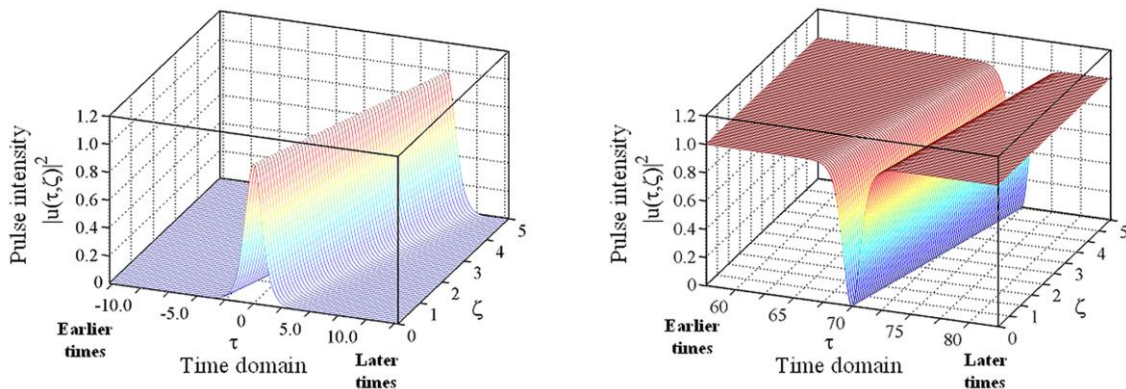 Pulse intensity
|u(τ,ζ)|²
1.2
1.0
0.8
0.6
0.4
0.2
0
-10.0
-5.0
0
5.0
10.0
0
1
2
3
4
5
ζ
τ
Earlier
times
Time domain
Later
times
Pulse intensity
|u(τ,ζ)|²
1.2
1.0
0.8
0.6
0.4
0.2
0
60
65
70
75
80
0
1
2
3
4
5
ζ
τ
Earlier
times
Time domain
Later
times